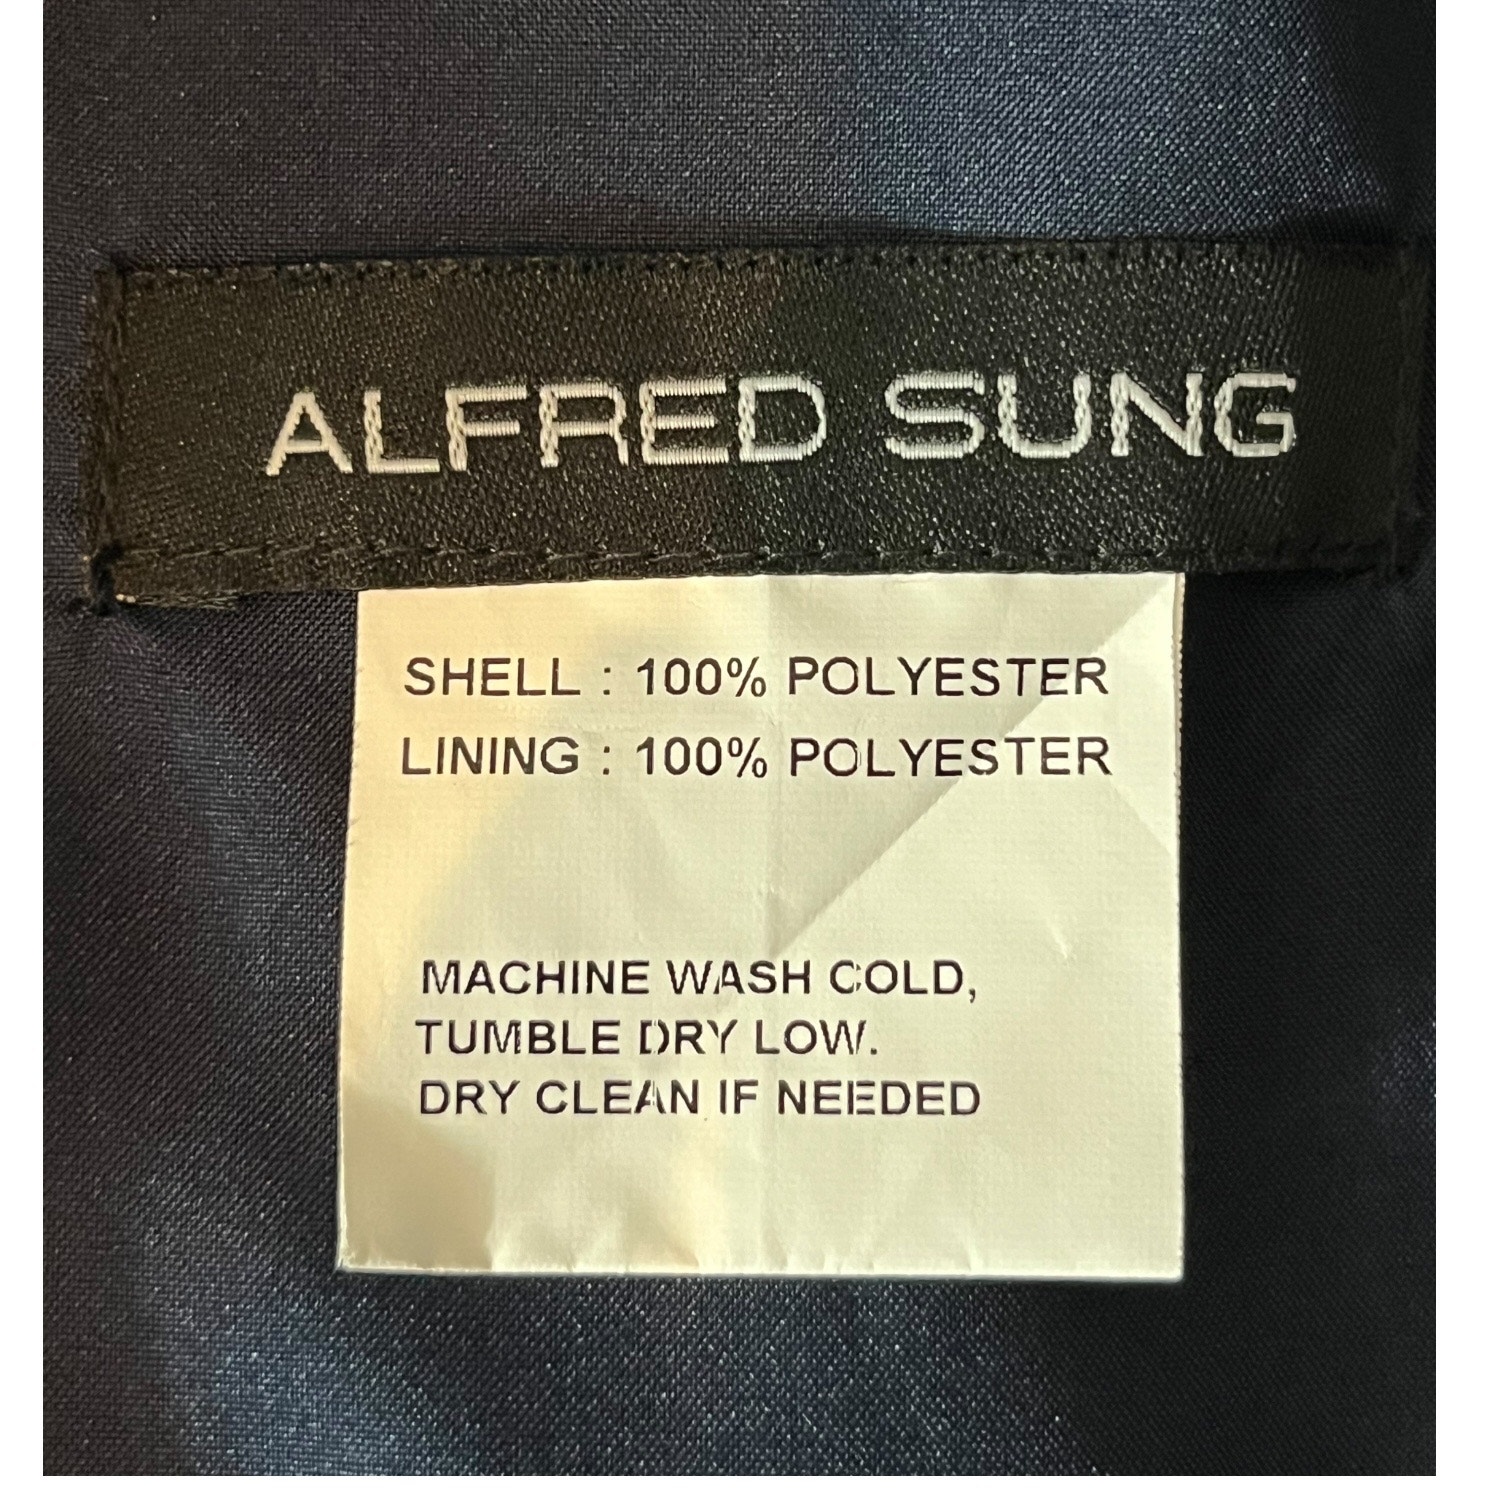 ALFRED SUNG
SHELL : 100% POLYESTER
LINING : 100% POLYESTER
MACHINE WASH COLD,
TUMBLE DRY LOW.
DRY CLEAN IF NEEDED